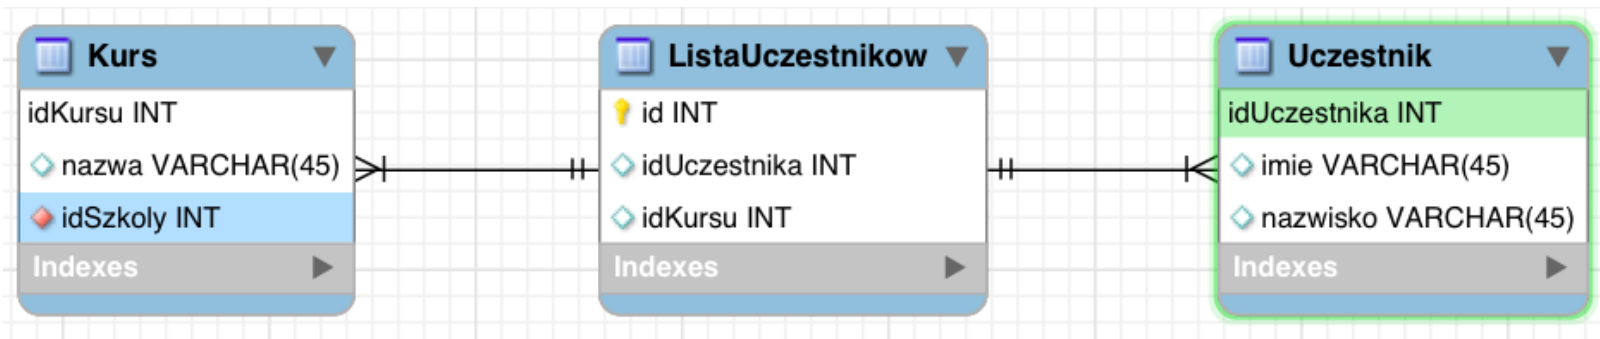 Kurs
idKursu INT
nazwa VARCHAR(45)
idSzkoly INT
Indexes
ListaUczestnikow
id INT
idUczestnika INT
idKursu INT
Indexes
Uczestnik
idUczestnika INT
imie VARCHAR(45)
nazwisko VARCHAR(45)
Indexes